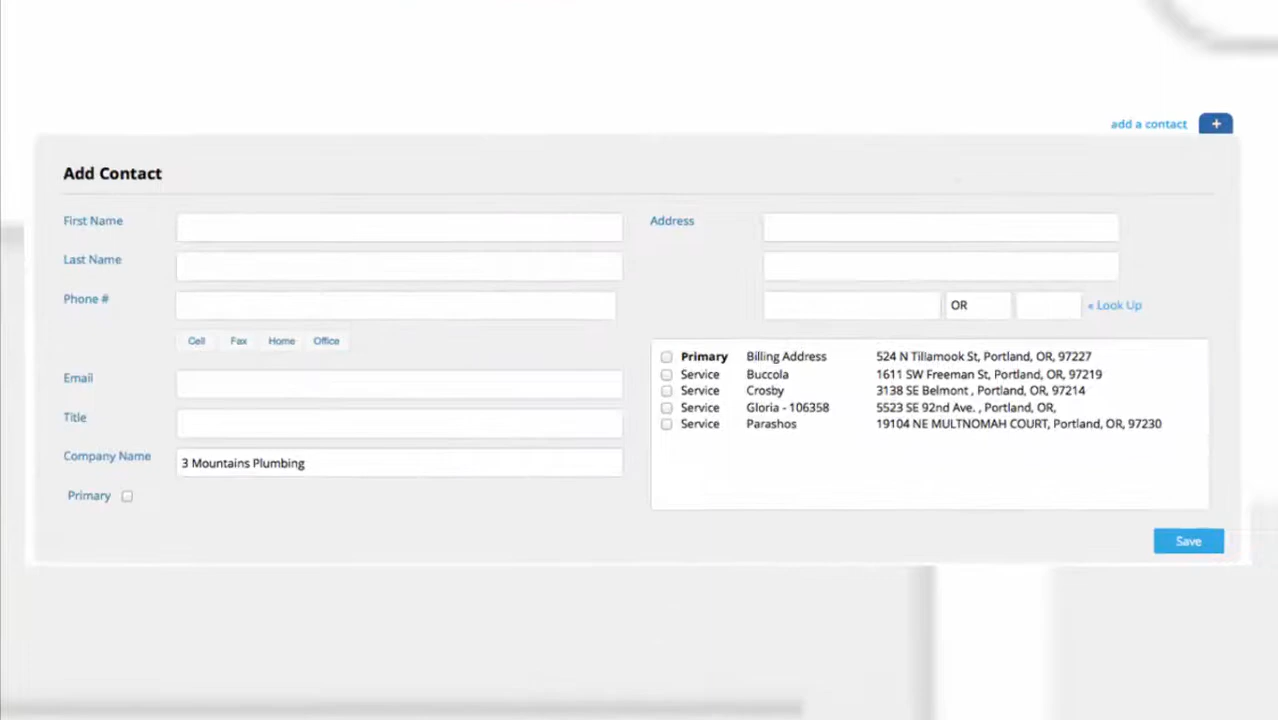 add a contact +
Add Contact
First Name
Last Name
Phone #
Cell Fax Home Office
Email
Title
Company Name 3 Mountains Plumbing
Primary
Address
OR « Look Up
Primary Billing Address 524 N Tillamook St, Portland, OR, 97227
Service Buccola 1611 SW Freeman St, Portland, OR, 97219
Service Crosby 3138 SE Belmont , Portland, OR, 97214
Service Gloria - 106358 5523 SE 92nd Ave. , Portland, OR,
Service Parashos 19104 NE MULTNOMAH COURT, Portland, OR, 97230
Save